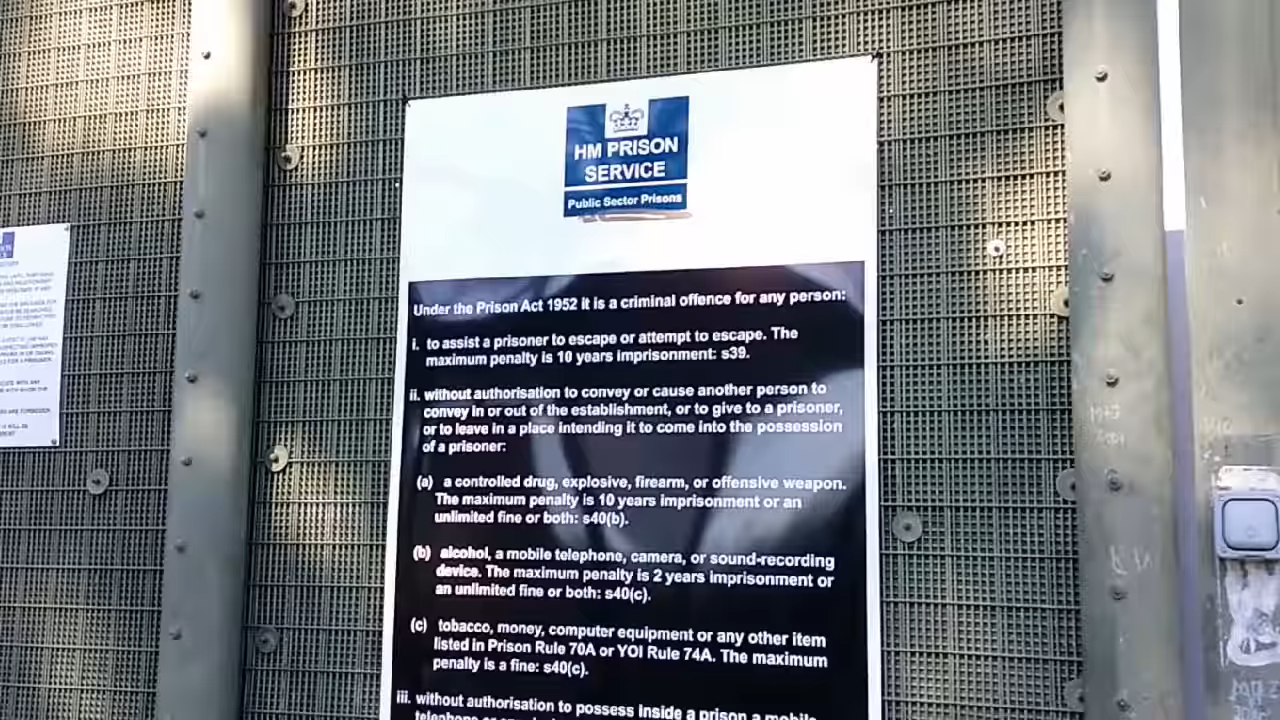 HM PRISON
SERVICE
Public Sector Prisons
Under the Prison Act 1952 it is a criminal offence for any person:
i. to assist a prisoner to escape or attempt to escape. The
maximum penalty is 10 years imprisonment: s39.
ii. without authorisation to convey or cause another person to
convey in or out of the establishment, or to give to a prisoner,
or to leave in a place intending it to come into the possession
of a prisoner:
(a) a controlled drug, explosive, firearm, or offensive weapon.
The maximum penalty is 10 years imprisonment or an
unlimited fine or both: s40(b).
(b) alcohol, a mobile telephone, camera, or sound-recording
device. The maximum penalty is 2 years imprisonment or
an unlimited fine or both: s40(c).
(c) tobacco, money, computer equipment or any other item
listed in Prison Rule 70A or YOI Rule 74A. The maximum
penalty is a fine: s40(c).
iii. without authorisation to possess inside a prison a mobile
telephone or